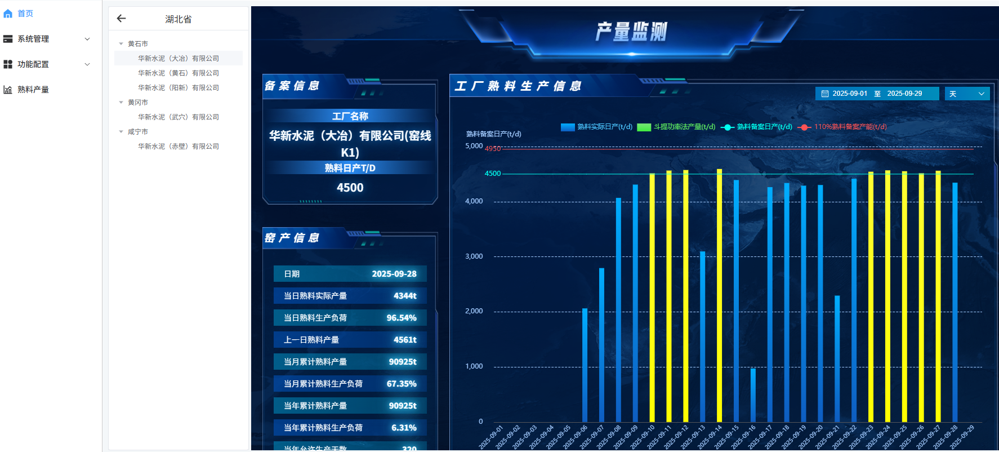 首页
系统管理
功能配置
熟料产量
湖北省
黄石市
华新水泥（大冶）有限公司
华新水泥（黄石）有限公司
华新水泥（阳新）有限公司
黄冈市
华新水泥（武穴）有限公司
咸宁市
华新水泥（赤壁）有限公司
产量监测
备案信息
工厂名称
华新水泥（大冶）有限公司(窑线
K1)
熟料日产T/D
4500
窑产信息
日期 2025-09-28
当日熟料实际产量 4344t
当日熟料生产负荷 96.54%
上一日熟料产量 4561t
当月累计熟料产量 90925t
当月累计熟料生产负荷 67.35%
当年累计熟料产量 90925t
当年累计熟料生产负荷 6.31%
当年允许生产天数 320
工厂熟料生产信息
2025-09-01 至 2025-09-29 天
熟料实际日产(t/d) 斗提功率法产量(t/d) 熟料备案日产(t/d) 110%熟料备案产能(t/d)
熟料备案日产(t/d)
5,000
4950
4500
4,000
3,000
2,000
1,000
0
2025-09-01 2025-09-02 2025-09-03 2025-09-04 2025-09-05 2025-09-06 2025-09-07 2025-09-08 2025-09-09 2025-09-10 2025-09-11 2025-09-12 2025-09-13 2025-09-14 2025-09-15 2025-09-16 2025-09-17 2025-09-18 2025-09-19 2025-09-20 2025-09-21 2025-09-22 2025-09-23 2025-09-24 2025-09-25 2025-09-26 2025-09-27 2025-09-28 2025-09-29